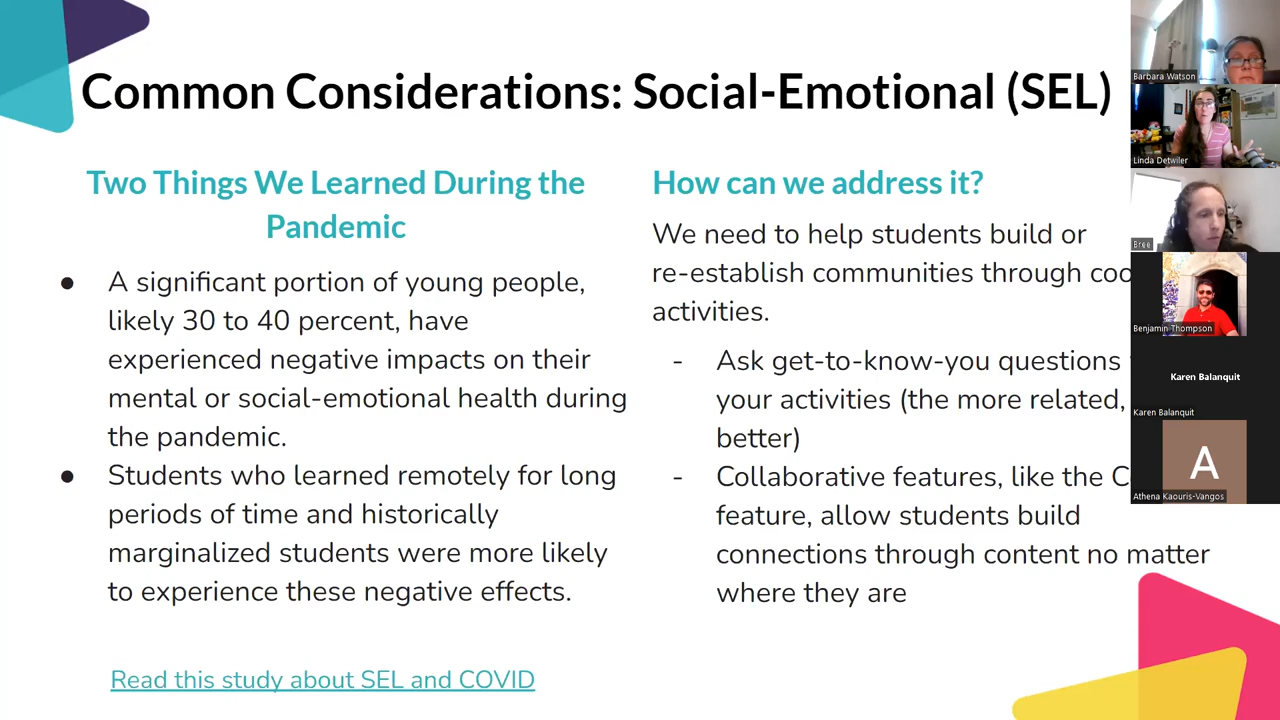 Common Considerations: Social-Emotional (SEL)
Two Things We Learned During the
Pandemic
● A significant portion of young people,
likely 30 to 40 percent, have
experienced negative impacts on their
mental or social-emotional health during
the pandemic.
● Students who learned remotely for long
periods of time and historically
marginalized students were more likely
to experience these negative effects.
Read this study about SEL and COVID
How can we address it?
We need to help students build or
re-establish communities through
activities.
- Ask get-to-know-you questions
your activities (the more related,
better)
- Collaborative features, like the
feature, allow students build
connections through content no matter
where they are
Barbara Watson
Linda Detwiler
Bree
Benjamin Thompson
Karen Balanquit
Karen Balanquit
A
Athena Kaouris-Vangos